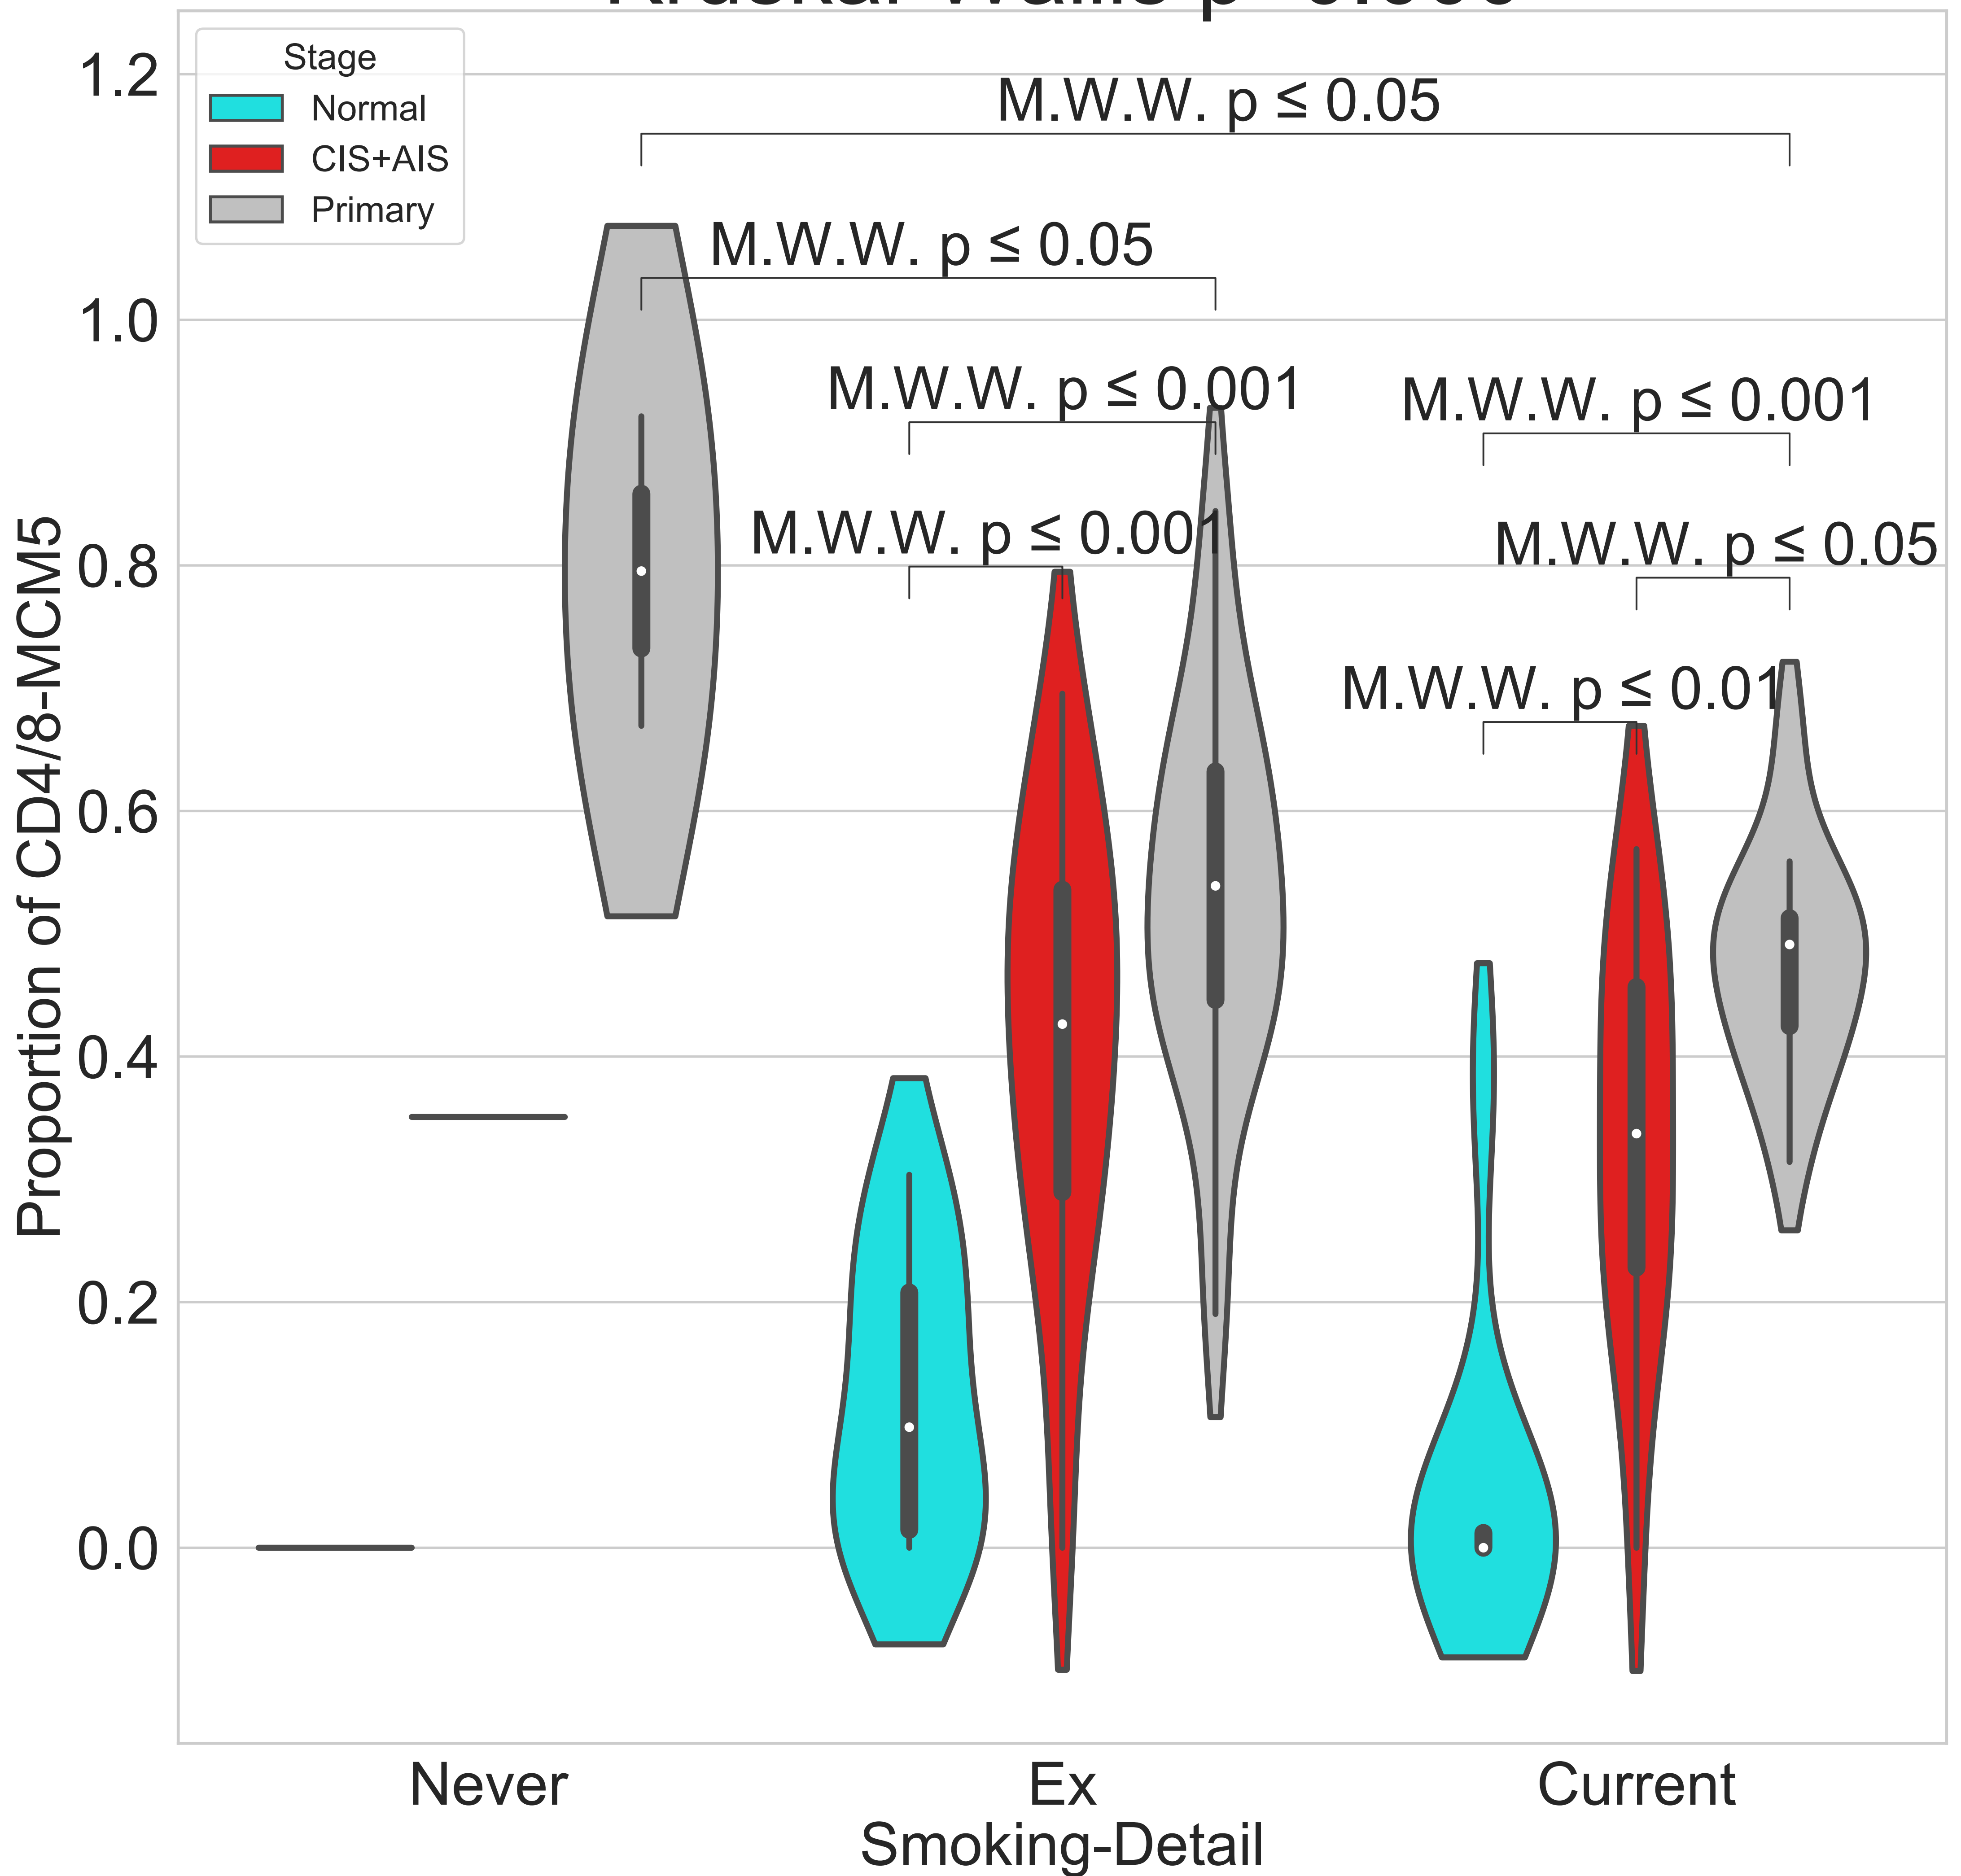 Stage
Normal
CIS+AIS
Primary
M.W.W. p ≤ 0.05
M.W.W. p ≤ 0.05
M.W.W. p ≤ 0.001
M.W.W. p ≤ 0.001
M.W.W. p ≤ 0.001
M.W.W. p ≤ 0.05
M.W.W. p ≤ 0.01
1.2
1.0
0.8
0.6
0.4
0.2
0.0
Proportion of CD4/8-MCM5
Never
Ex
Current
Smoking-Detail